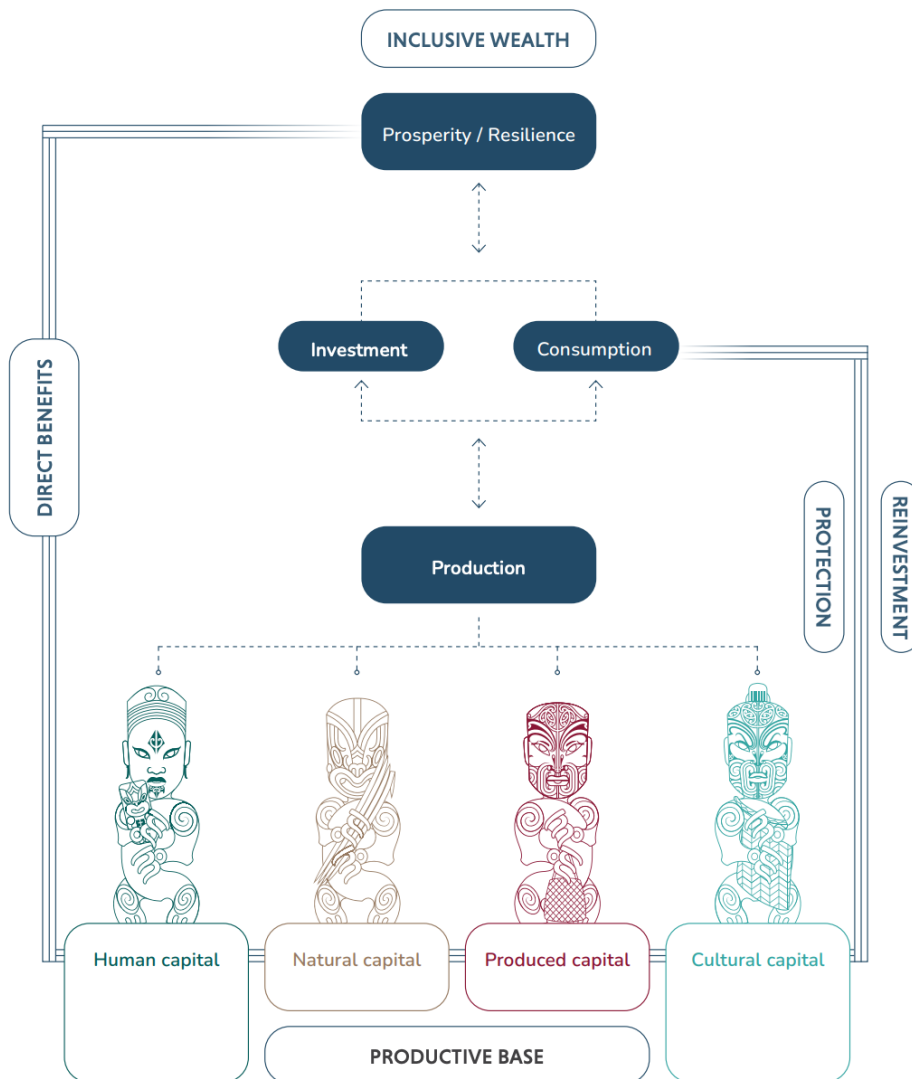 INCLUSIVE WEALTH
Prosperity / Resilience
Investment
Consumption
DIRECT BENEFITS
PROTECTION
REINVESTMENT
Production
Human capital
Natural capital
Produced capital
Cultural capital
PRODUCTIVE BASE